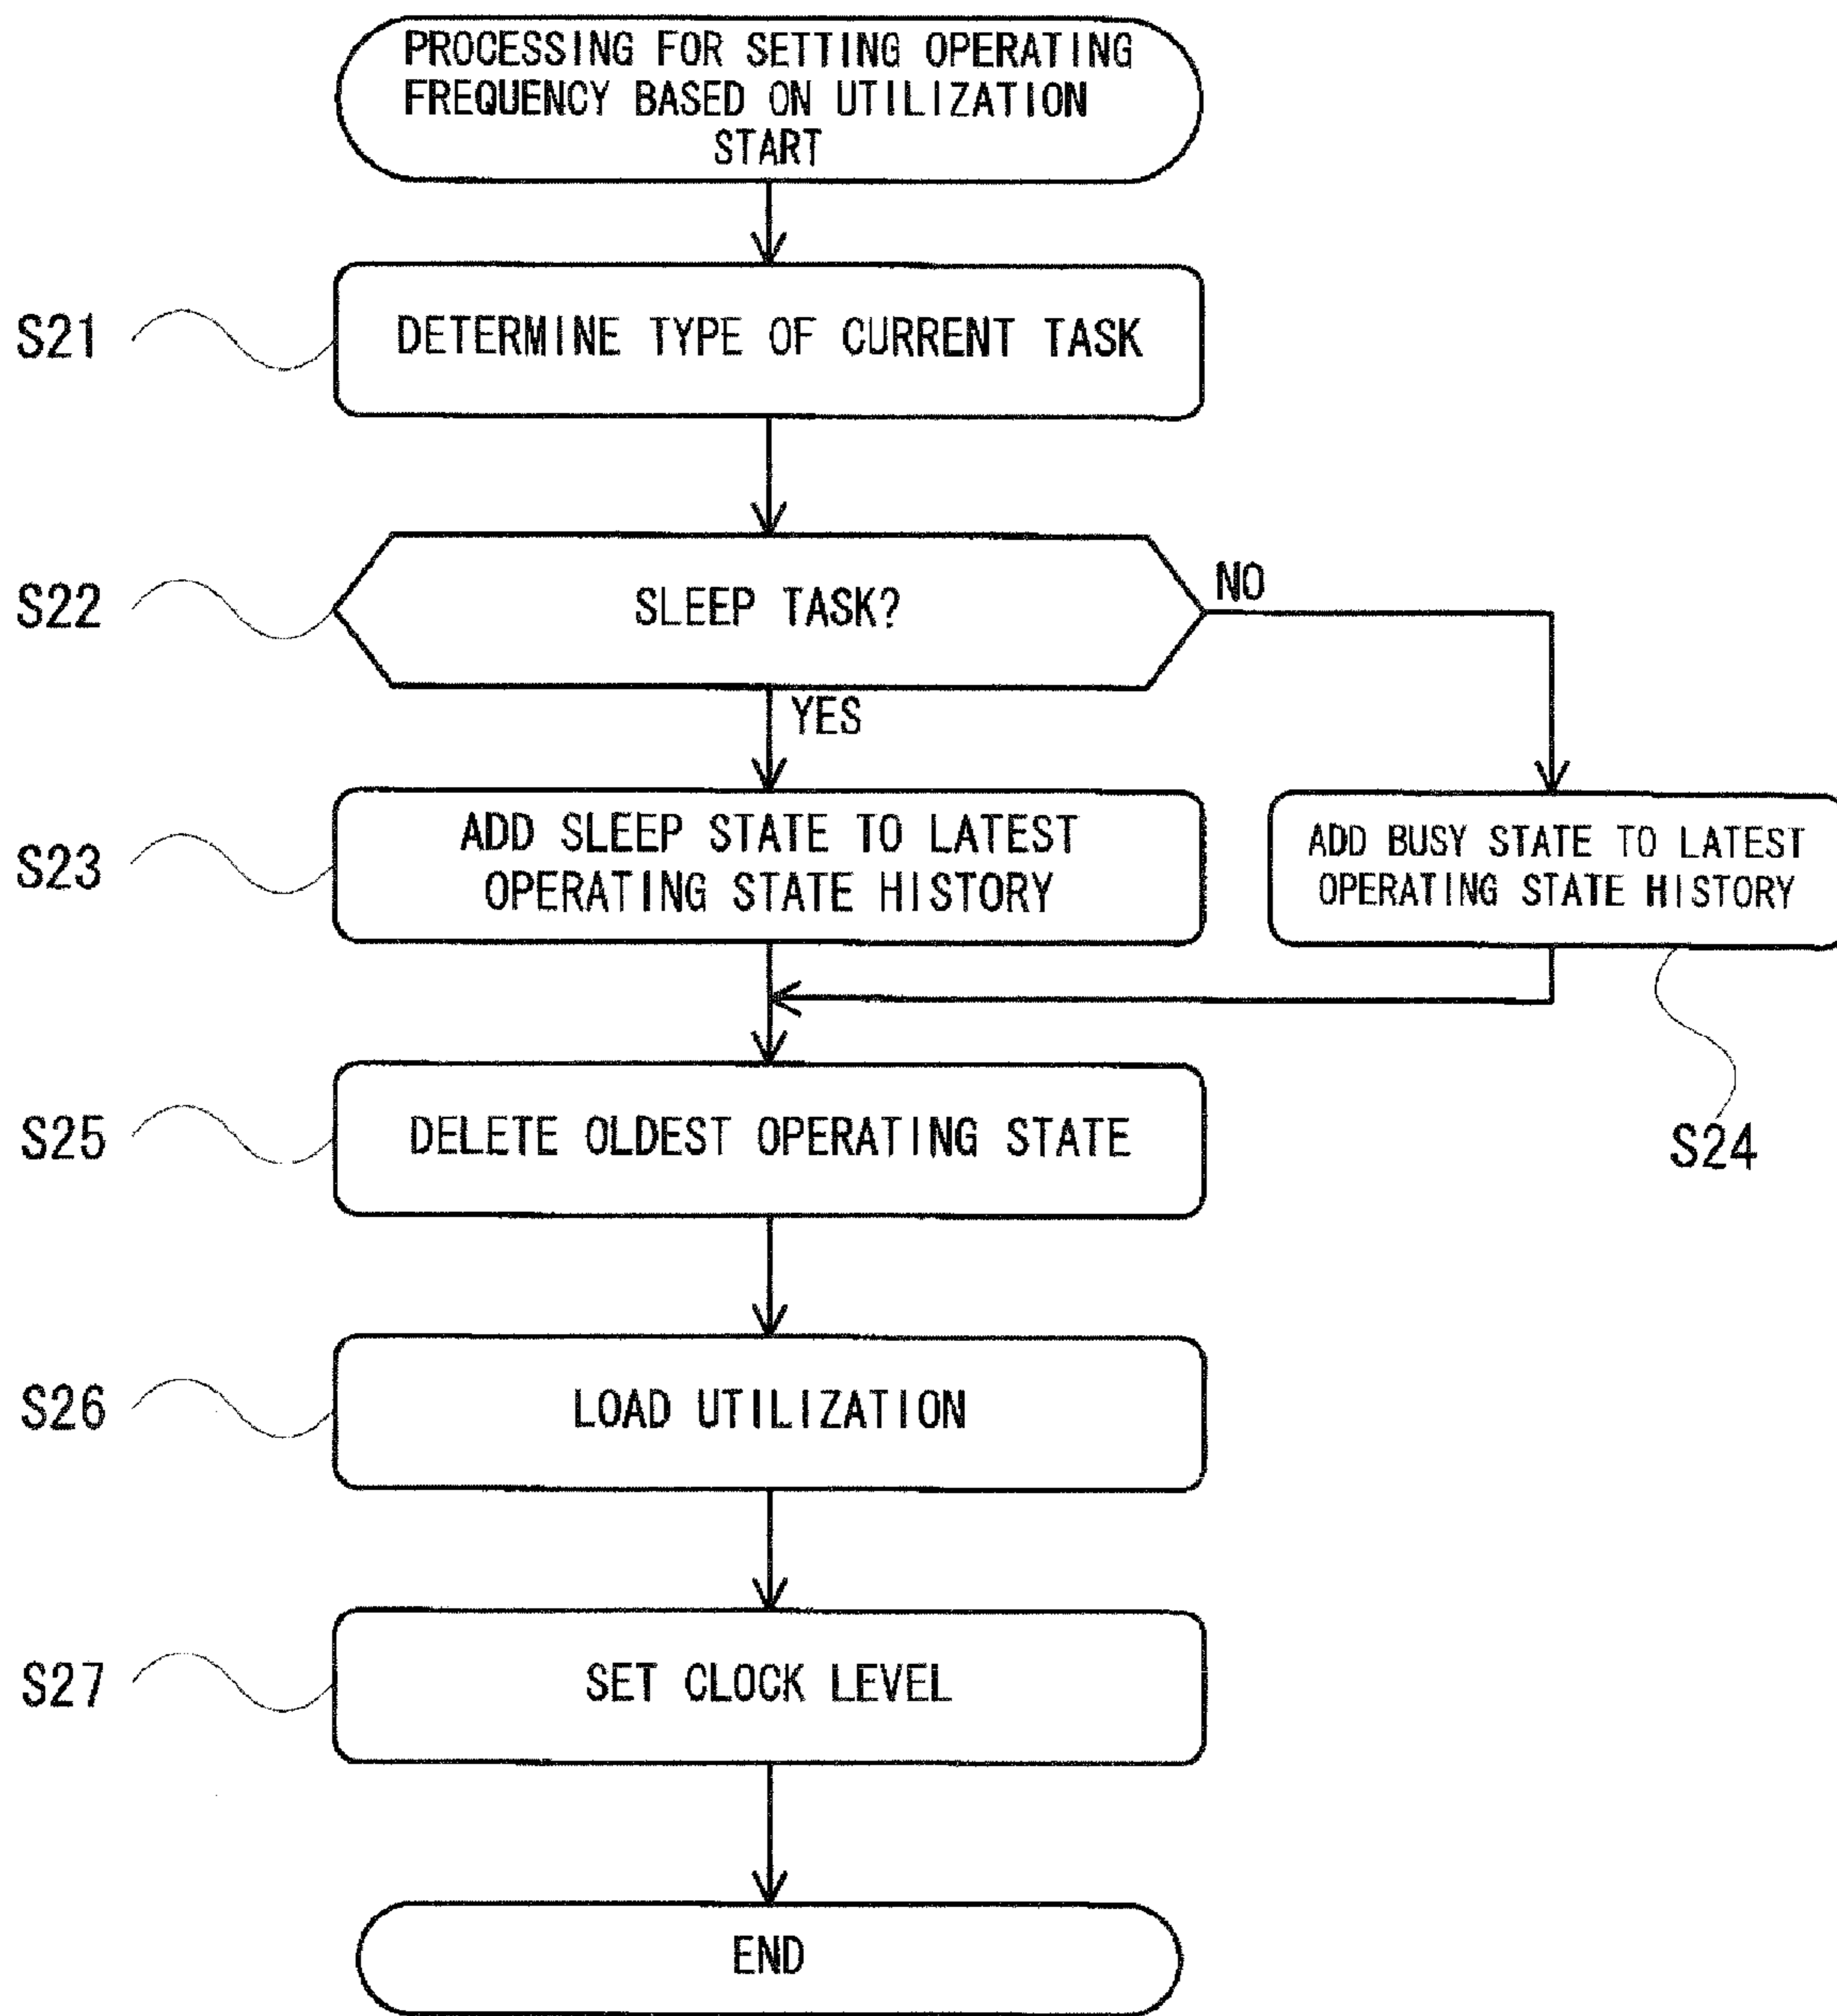 PROCESSING FOR SETTING OPERATING
FREQUENCY BASED ON UTILIZATION
START
S21
DETERMINE TYPE OF CURRENT TASK
S22
SLEEP TASK?
NO
YES
S23
ADD SLEEP STATE TO LATEST
OPERATING STATE HISTORY
ADD BUSY STATE TO LATEST
OPERATING STATE HISTORY
S25
DELETE OLDEST OPERATING STATE
S24
S26
LOAD UTILIZATION
S27
SET CLOCK LEVEL
END